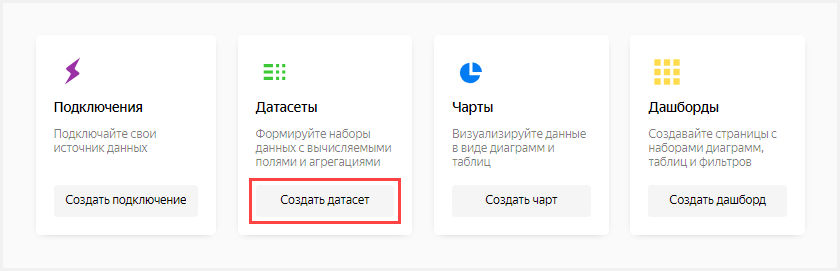 Подключения
Подключайте свои
источник данных
Создать подключение
Датасеты
Формируйте наборы
данных с вычисляемыми
полями и агрегациями
Создать датасет
Чарты
Визуализируйте данные
в виде диаграмм и
таблиц
Создать чарт
Дашборды
Создавайте страницы с
наборами диаграмм,
таблиц и фильтров
Создать дашборд